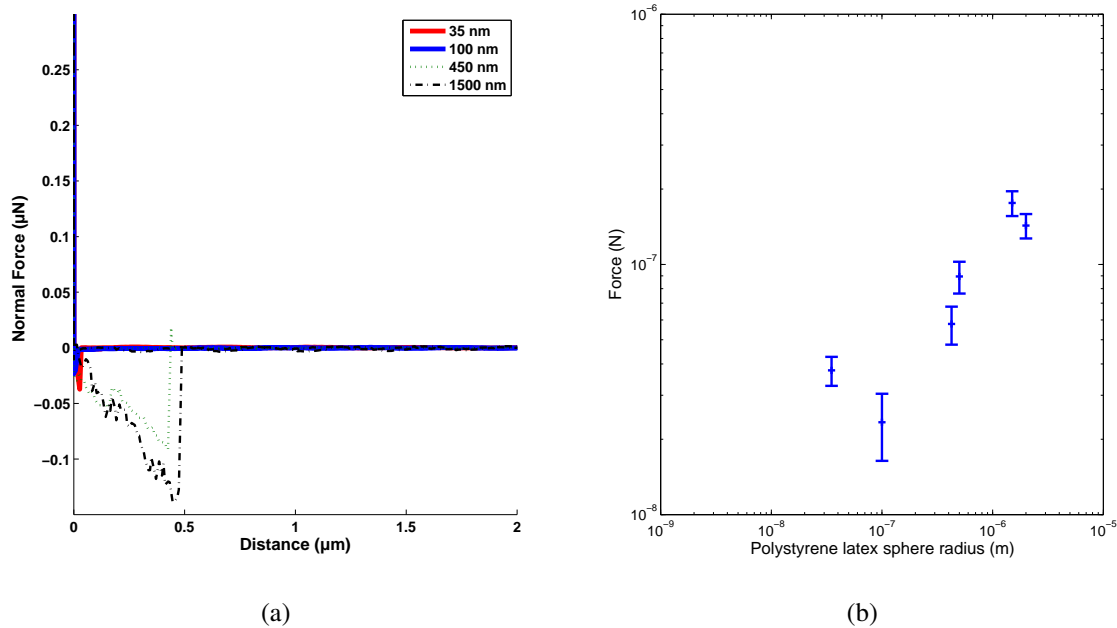 35 nm
100 nm
450 nm
1500 nm
0.25
0.2
0.15
0.1
0.05
0
−0.05
−0.1
Normal Force (µN)
0 0.5 1 1.5 2
Distance (µm)
(a)
10−6
10−7
10−8
Force (N)
10−9 10−8 10−7 10−6 10−5
Polystyrene latex sphere radius (m)
(b)